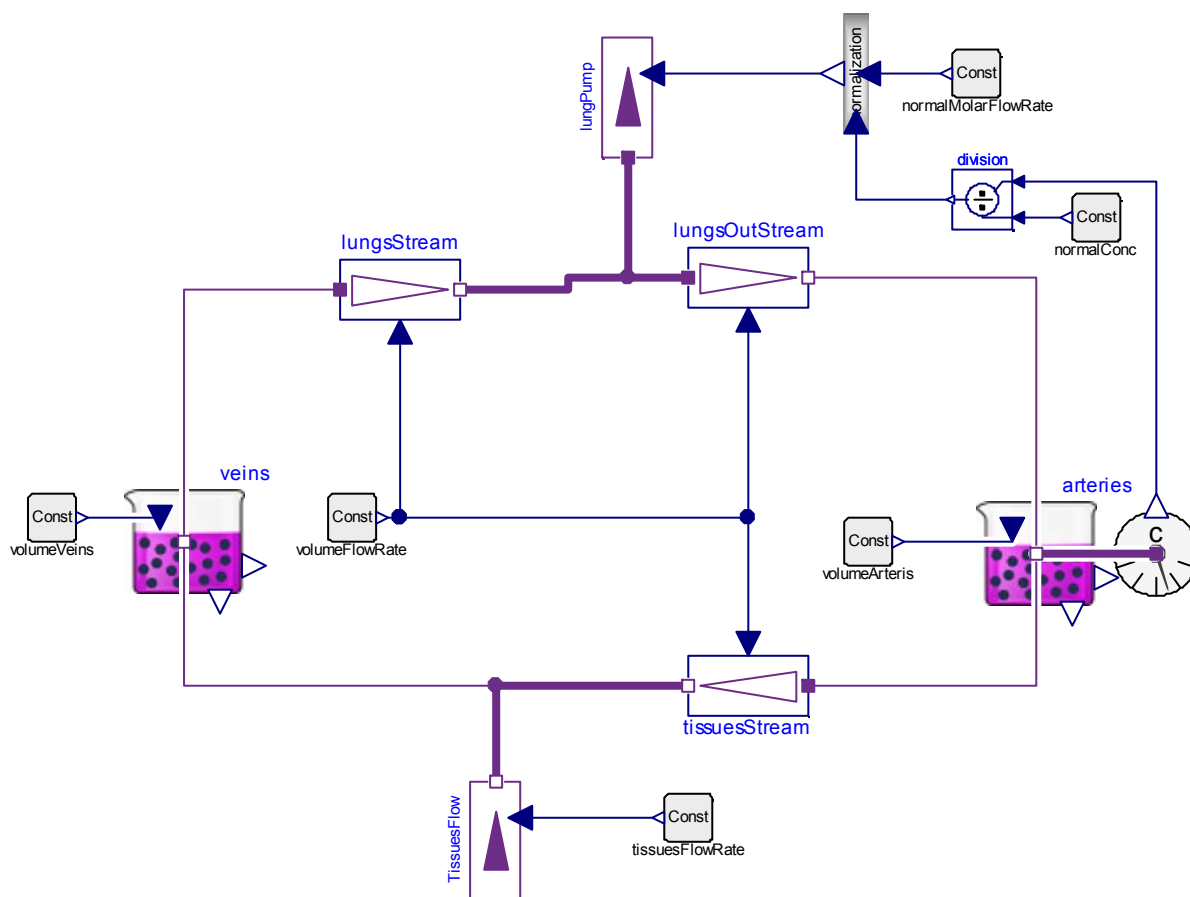 lungPump
normalization
Const
normalMolarFlowRate
division
Const
normalConc
lungsStream
lungsOutStream
veins
Const
volumeVeins
Const
volumeFlowRate
arteries
Const
volumeArteris
C
tissuesStream
TissuesFlow
Const
tissuesFlowRate